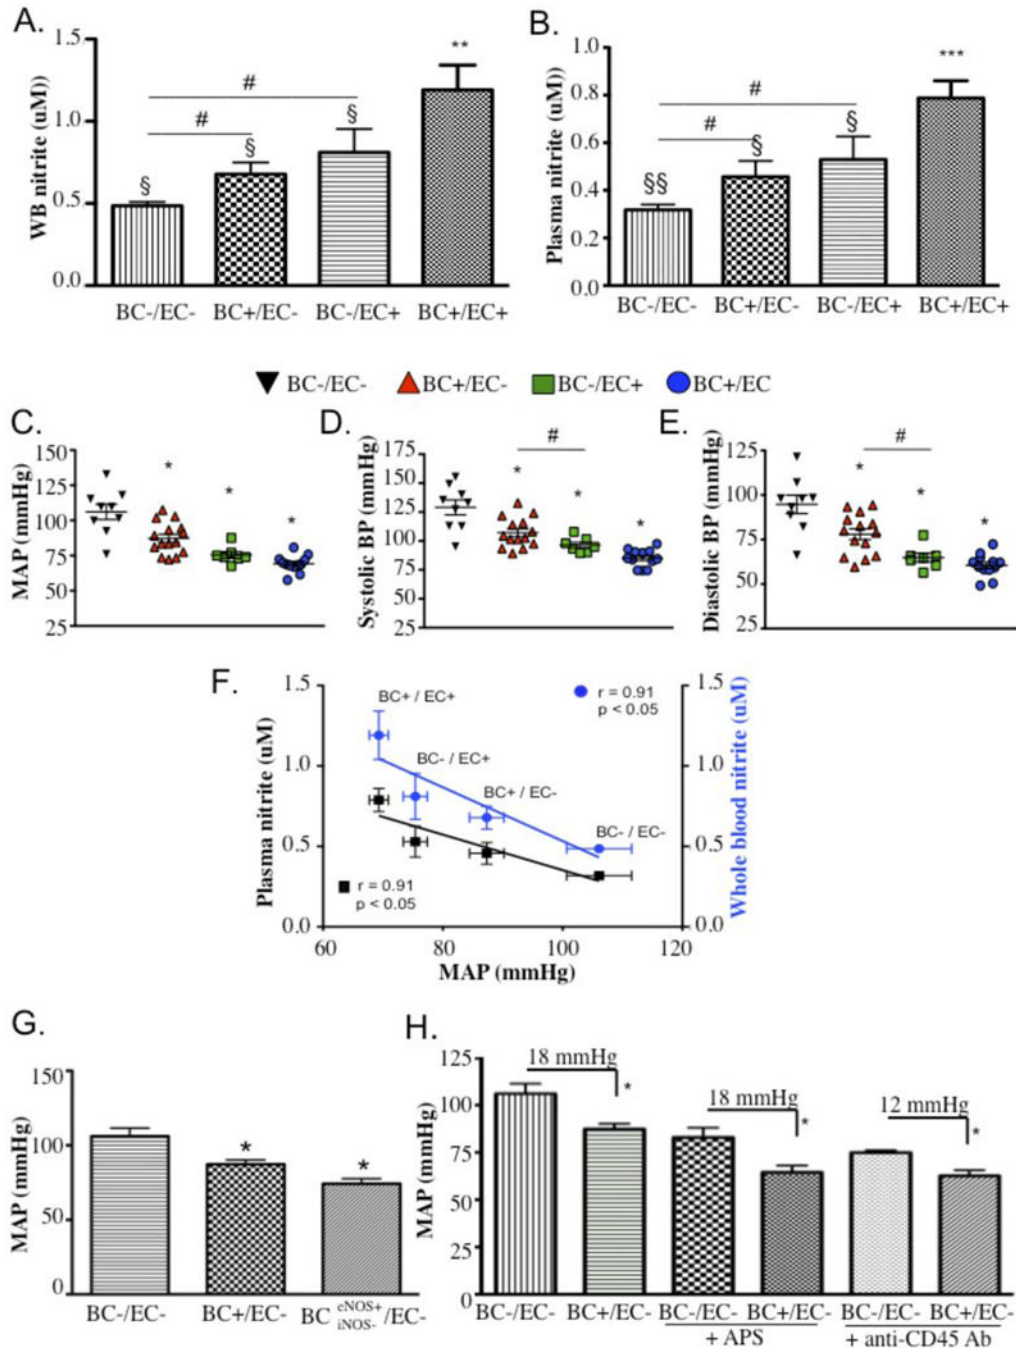 A.
1.5
1.0
0.5
0.0
WB nitrite (uM))
#
#
§
§
§
**
BC-/EC-
BC+/EC-
BC-/EC+
BC+/EC+
B.
1.0
0.8
0.6
0.4
0.2
0.0
Plasma nitrite (uM))
#
#
§§
§
§
***
BC-/EC-
BC+/EC-
BC-/EC+
BC+/EC+
BC-/EC-
BC+/EC-
BC-/EC+
BC+/EC
C.
150
125
100
75
50
25
MAP (mmHg)
*
*
*
D.
175
150
125
100
75
50
25
Systolic BP (mmHg)
#
*
*
*
E.
125
100
75
50
25
Diastolic BP (mmHg)
#
*
*
*
F.
1.5
1.0
0.5
0.0
Plasma nitrite (uM)
BC+ / EC+
BC- / EC+
BC+ / EC-
BC- / EC-
r = 0.91
p < 0.05
r = 0.91
p < 0.05
1.5
1.0
0.5
0.0
Whole blood nitrite (uM)
60
80
100
120
MAP (mmHg)
G.
150
100
50
0
MAP (mmHg)
*
*
BC-/EC-
BC+/EC-
BC eNOS+ iNOS- /EC-
H.
125
100
75
50
25
0
MAP (mmHg)
18 mmHg
*
18 mmHg
*
12 mmHg
*
BC-/EC-
BC+/EC-
BC-/EC-
BC+/EC-
BC-/EC-
BC+/EC-
+ APS
+ anti-CD45 Ab